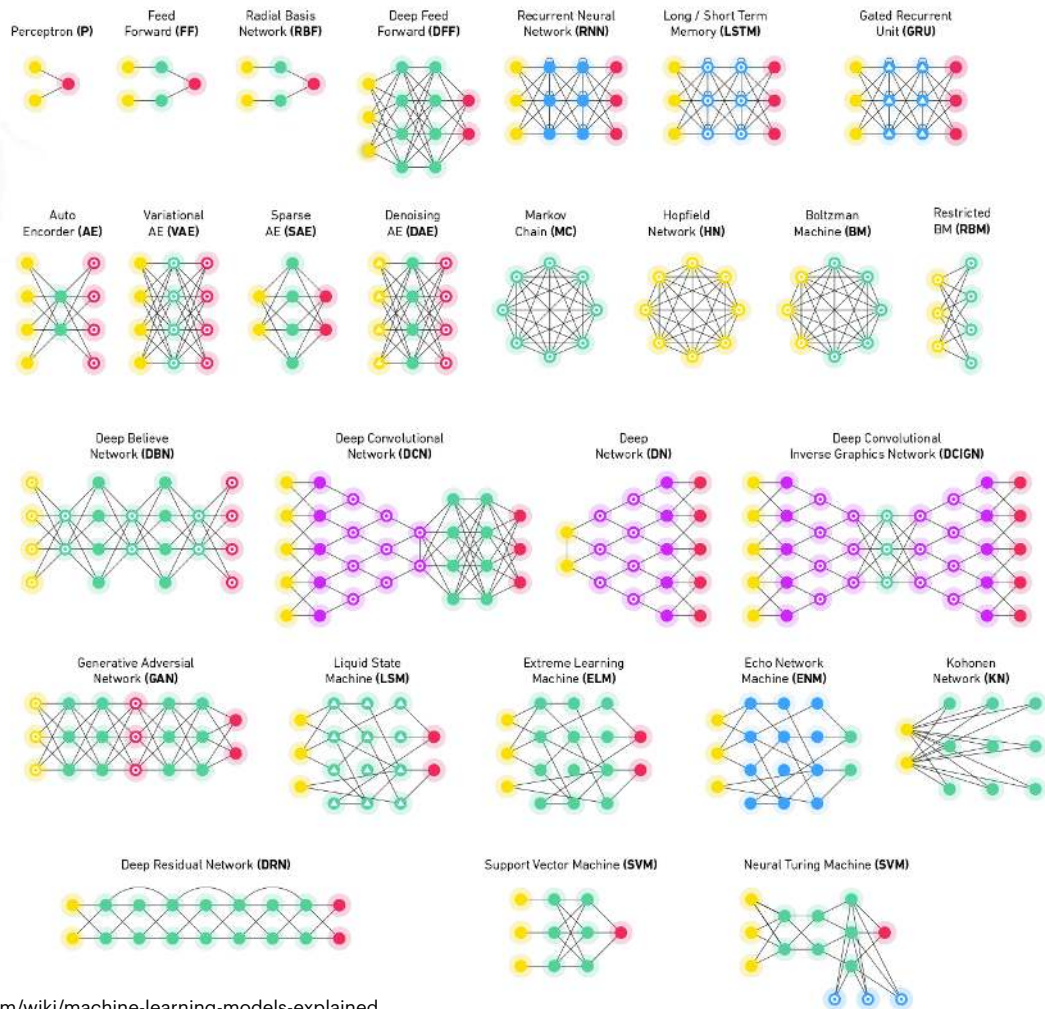 Perceptron (P)
Feed
Forward (FF)
Radial Basis
Network (RBF)
Deep Feed
Forward (DFF)
Recurrent Neural
Network (RNN)
Long / Short Term
Memory (LSTM)
Gated Recurrent
Unit (GRU)
Auto
Encorder (AE)
Variational
AE (VAE)
Sparse
AE (SAE)
Denoising
AE (DAE)
Markov
Chain (MC)
Hopfield
Network (HN)
Boltzman
Machine (BM)
Restricted
BM (RBM)
Deep Believe
Network (DBN)
Deep Convolutional
Network (DCN)
Deep
Network (DN)
Deep Convolutional
Inverse Graphics Network (DCIGN)
Generative Adversial
Network (GAN)
Liquid State
Machine (LSM)
Extreme Learning
Machine (ELM)
Echo Network
Machine (ENM)
Kohonen
Network (KN)
Deep Residual Network (DRN)
Support Vector Machine (SVM)
Neural Turing Machine (SVM)
m/wiki/machine-learning-models-explained